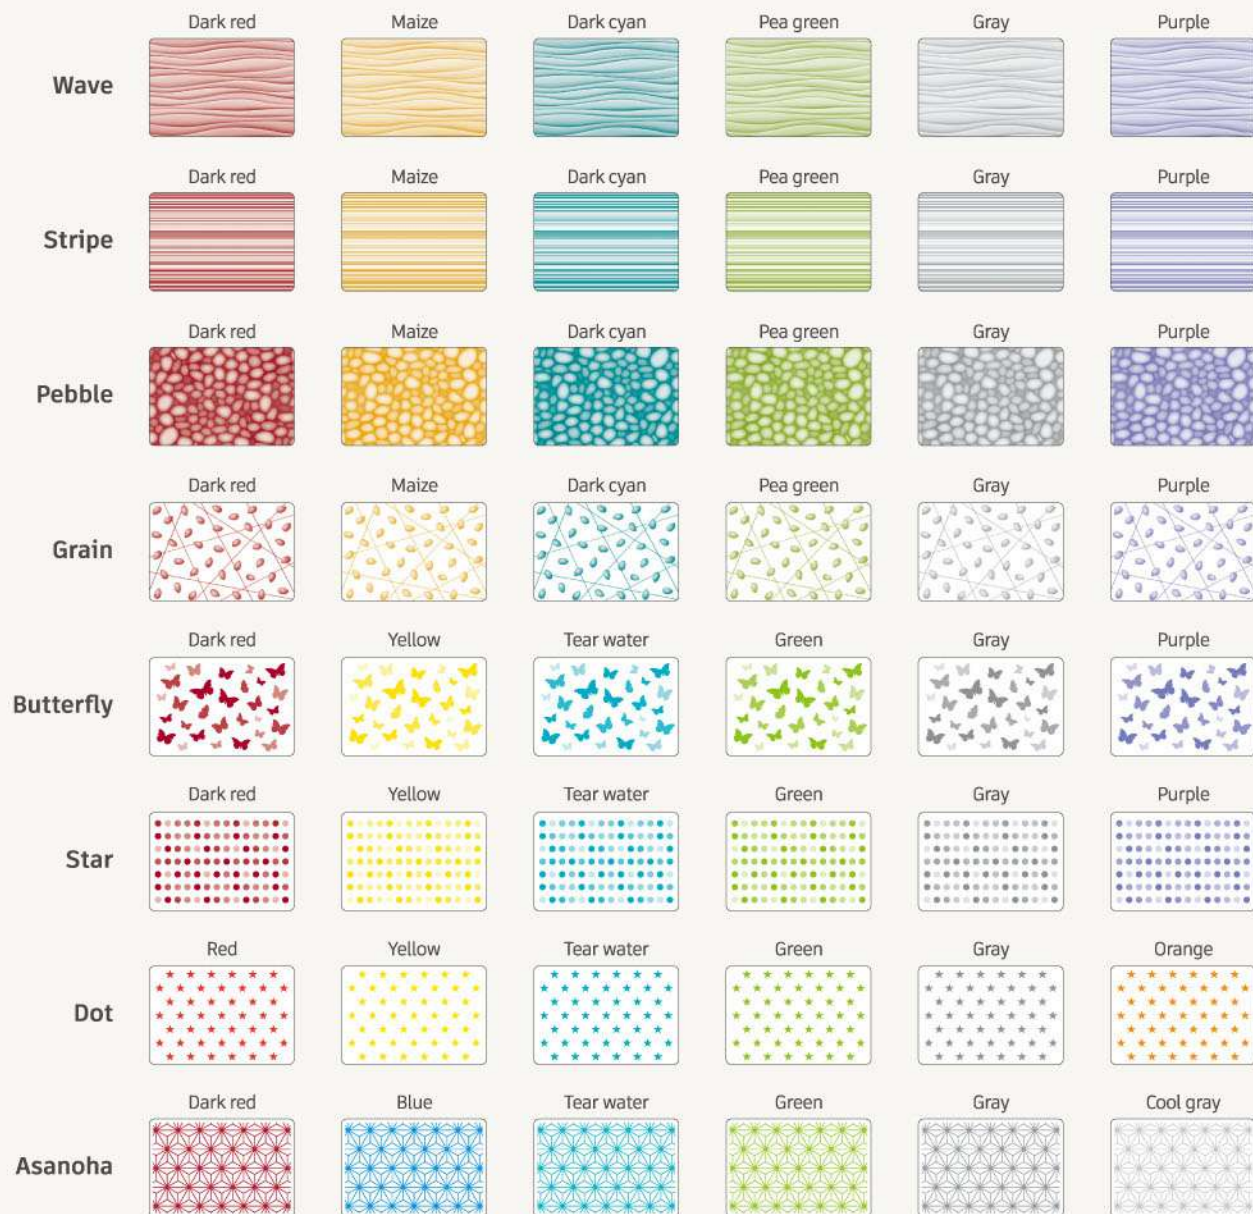 Dark red Maize Dark cyan Pea green Gray Purple
Wave
Dark red Maize Dark cyan Pea green Gray Purple
Stripe
Dark red Maize Dark cyan Pea green Gray Purple
Pebble
Dark red Maize Dark cyan Pea green Gray Purple
Grain
Dark red Yellow Tear water Green Gray Purple
Butterfly
Dark red Yellow Tear water Green Gray Purple
Star
Red Yellow Tear water Green Gray Orange
Dot
Dark red Blue Tear water Green Gray Cool gray
Asanoha